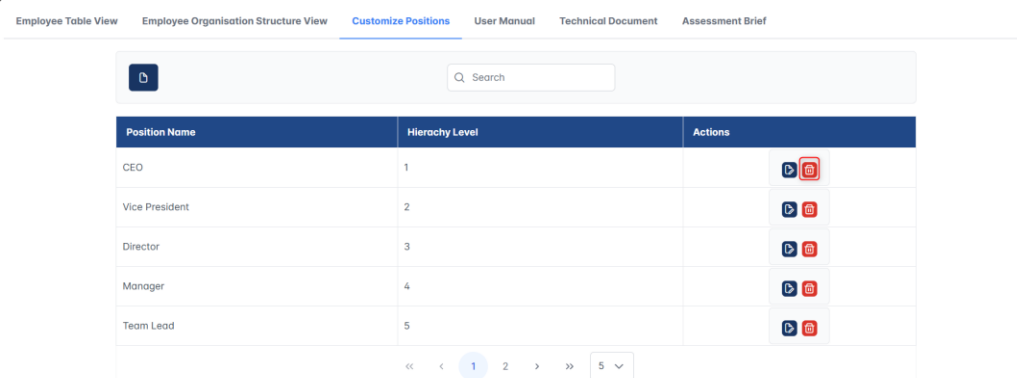 Employee Table View Employee Organisation Structure View Customize Positions User Manual Technical Document Assessment Brief
Search
Position Name Hierachy Level Actions
CEO 1
Vice President 2
Director 3
Manager 4
Team Lead 5
<< < 1 2 > >> 5